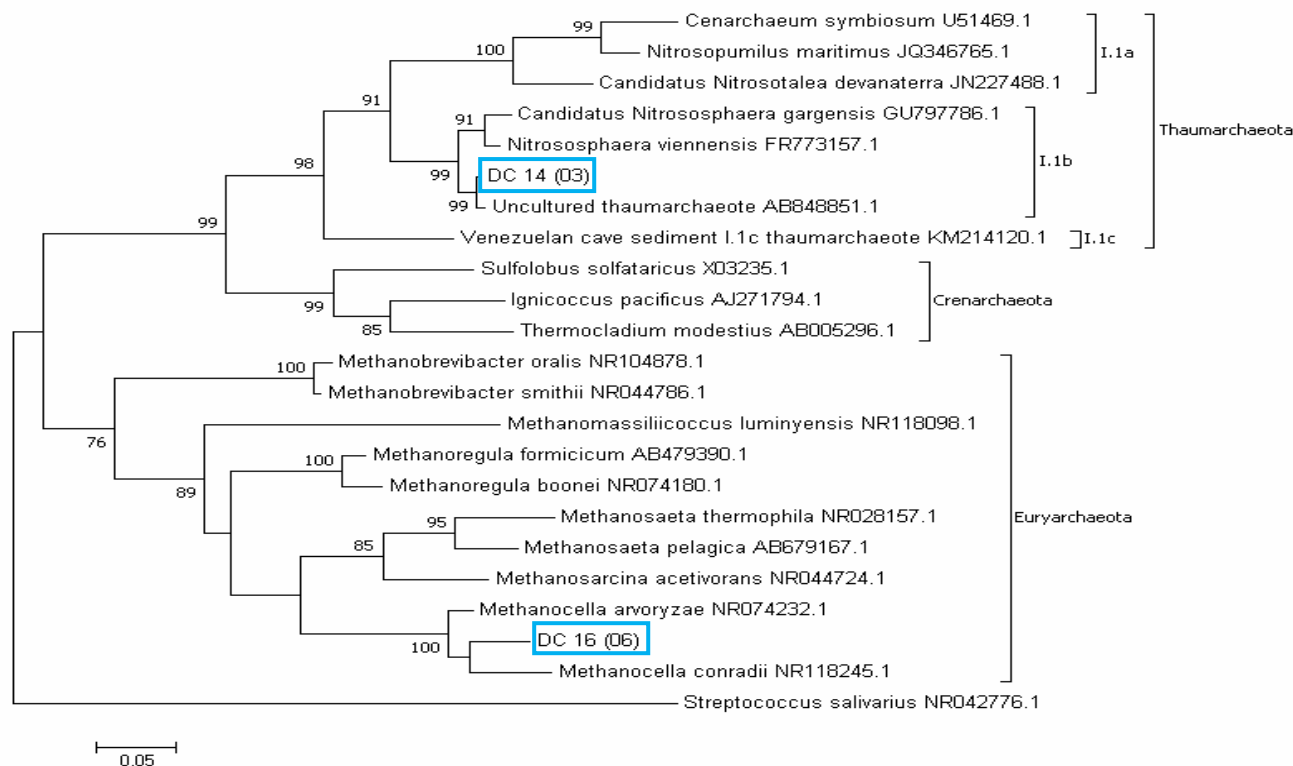 Cenarchaeum symbiosum U51469.1
99
Nitrosopumilus maritimus JQ346765.1
I.1a
100
Candidatus Nitrosotalea devanaterra JN227488.1
91
Candidatus Nitrososphaera gargensis GU797786.1
91
Thaumarchaeota
Nitrososphaera viennensis FR773157.1
I.1b
98
99
DC 14 (03)
99
Uncultured thaumarchaeote AB848851.1
99
Venezuelan cave sediment I.1c thaumarchaeote KM214120.1
I.1c
Sulfolobus solfataricus X03235.1
99
Ignicoccus pacificus AJ271794.1
Crenarchaeota
85
Thermocladium modestius AB005296.1
100
Methanobrevibacter oralis NR104878.1
Methanobrevibacter smithii NR044786.1
76
Methanomassiliicoccus luminyensis NR118098.1
100
Methanoregula formicicum AB479390.1
89
Methanoregula boonei NR074180.1
95
Methanosaeta thermophila NR028157.1
Euryarchaeota
85
Methanosaeta pelagica AB679167.1
Methanosarcina acetivorans NR044724.1
Methanocella arvoryzae NR074232.1
100
DC 16 (06)
Methanocella conradii NR118245.1
Streptococcus salivarius NR042776.1
0.05